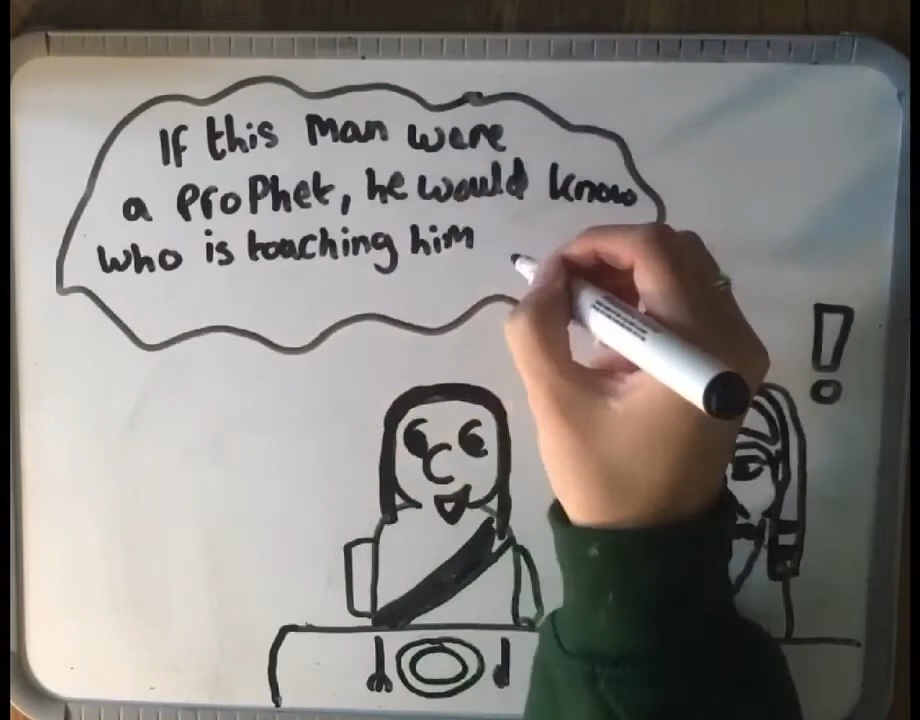 If this man were
a Prophet, he would know
who is touching him
!